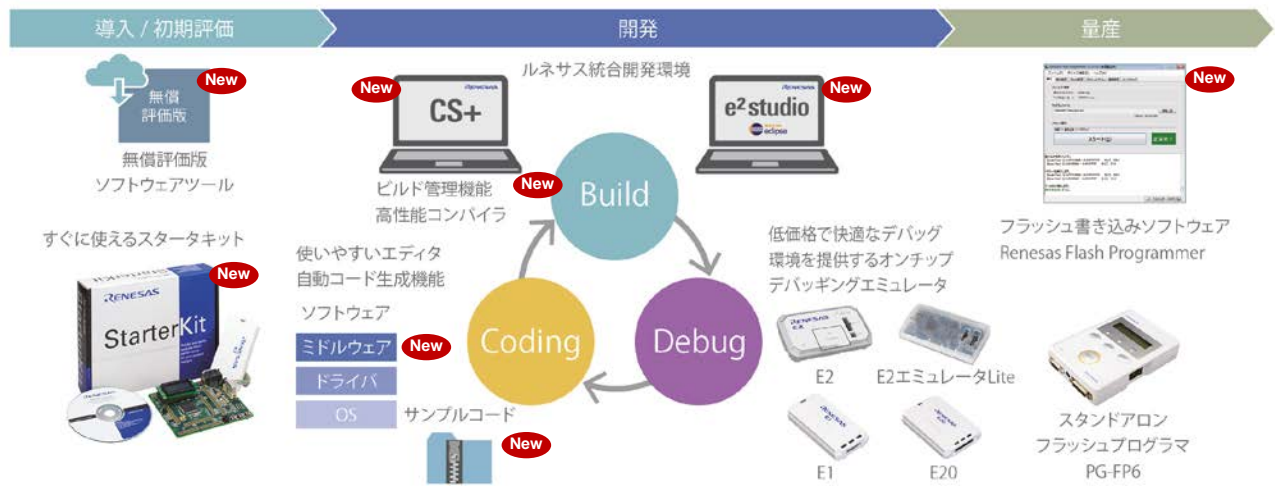 導入 / 初期評価
開発
量産
New
無償
評価版
無償評価版
ソフトウェアツール
すぐに使えるスタータキット
New
RENESAS
StarterKit
ルネサス統合開発環境
New
RENESAS
CS+
New
e² studio
eclipse
ビルド管理機能
高性能コンパイラ
New
Build
使いやすいエディタ
自動コード生成機能
ソフトウェア
ミドルウェア
New
ドライバ
OS
サンプルコード
New
Coding
Debug
低価格で快適なデバッグ
環境を提供するオンチップ
デバッギングエミュレータ
E2
E2エミュレータLite
E1
E20
New
スタート(S)
フラッシュ書き込みソフトウェア
Renesas Flash Programmer
スタンドアロン
フラッシュプログラマ
PG-FP6